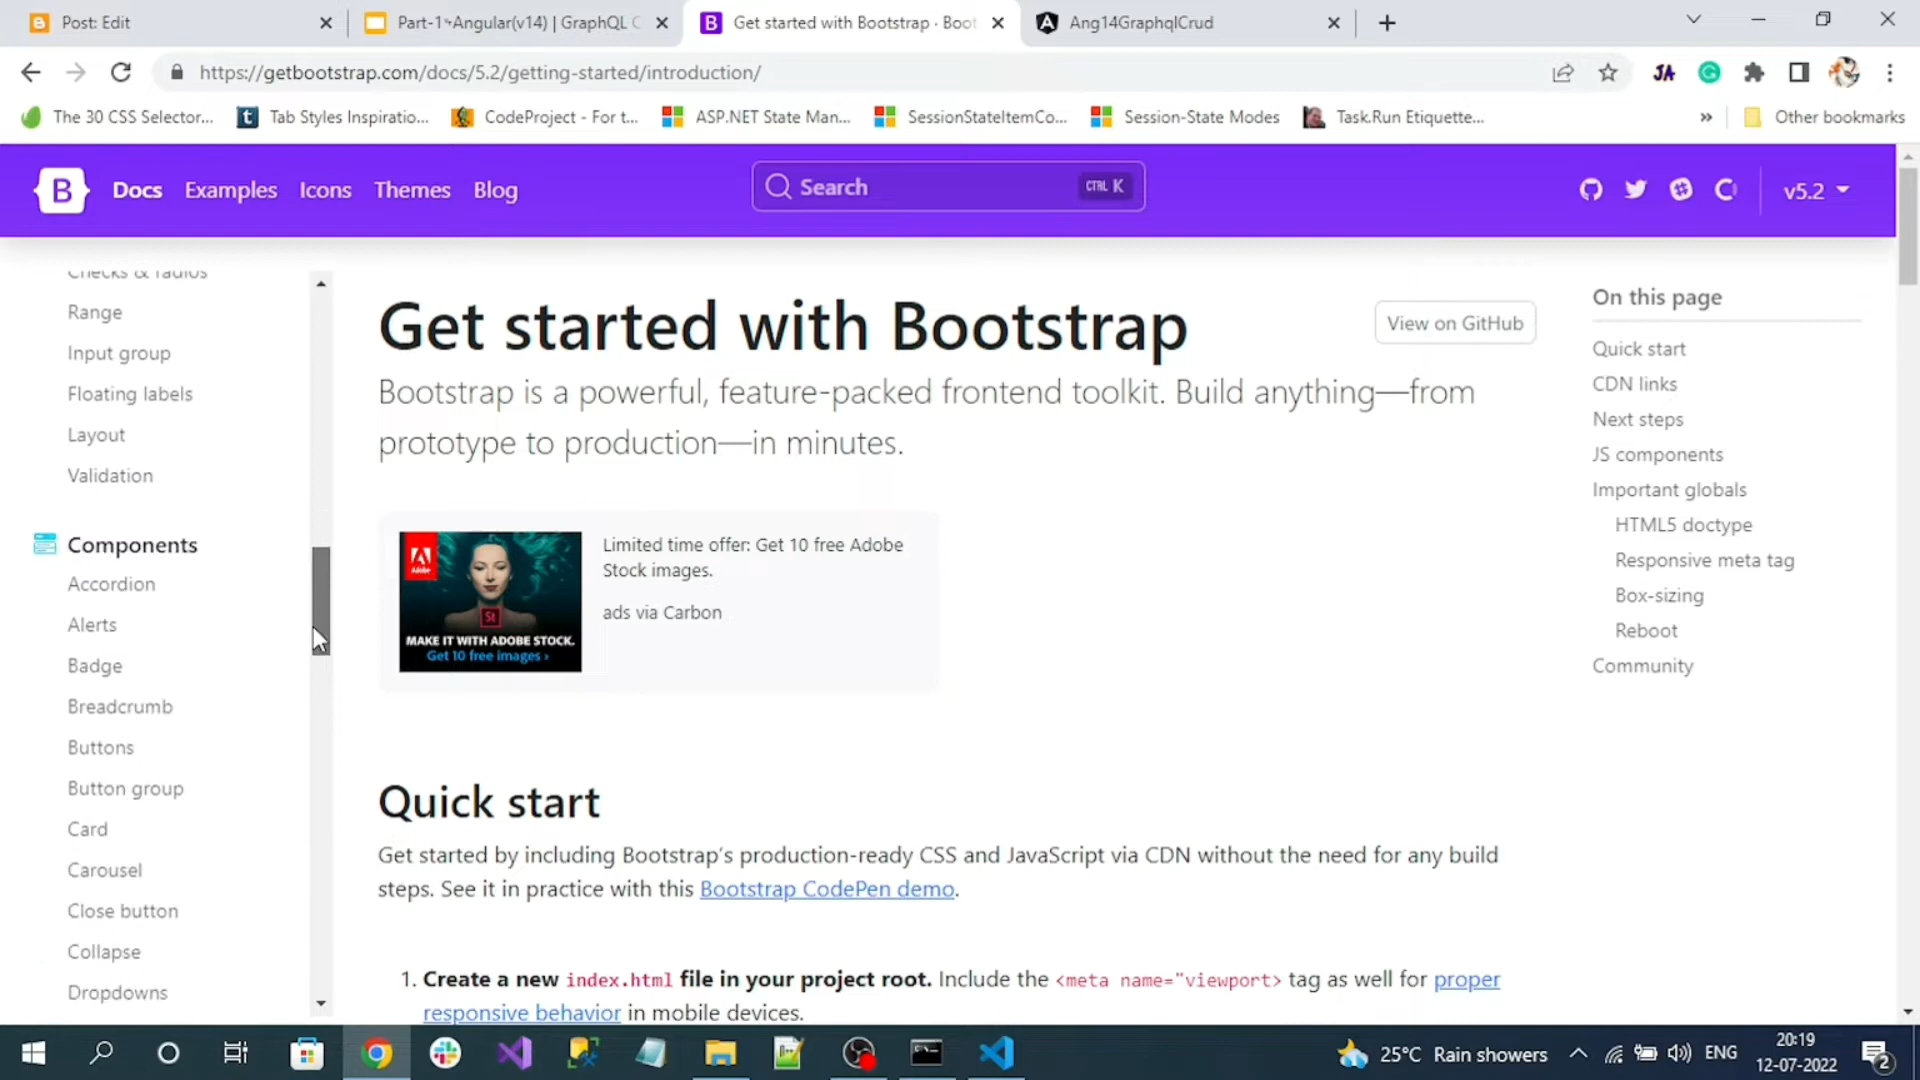 Post: Edit
Part-1~Angular(v14) | GraphQL C
Get started with Bootstrap · Boot
Ang14GraphqlCrud
https://getbootstrap.com/docs/5.2/getting-started/introduction/
JA
The 30 CSS Selector...
Tab Styles Inspiratio...
CodeProject - For t...
ASP.NET State Man...
SessionStateItemCo...
Session-State Modes
Task.Run Etiquette...
»
Other bookmarks
B
Docs
Examples
Icons
Themes
Blog
Search
CTRL K
v5.2
Checks & radios
Range
Input group
Floating labels
Layout
Validation
Components
Accordion
Alerts
Badge
Breadcrumb
Buttons
Button group
Card
Carousel
Close button
Collapse
Dropdowns
Get started with Bootstrap
View on GitHub
Bootstrap is a powerful, feature-packed frontend toolkit. Build anything—from
prototype to production—in minutes.
Adobe
St
MAKE IT WITH ADOBE STOCK.
Get 10 free images ›
Limited time offer: Get 10 free Adobe
Stock images.
ads via Carbon
Quick start
Get started by including Bootstrap's production-ready CSS and JavaScript via CDN without the need for any build
steps. See it in practice with this Bootstrap CodePen demo.
1. Create a new index.html file in your project root. Include the <meta name="viewport> tag as well for proper
responsive behavior in mobile devices.
On this page
Quick start
CDN links
Next steps
JS components
Important globals
HTML5 doctype
Responsive meta tag
Box-sizing
Reboot
Community
25°C Rain showers
ENG
20:19
12-07-2022
2